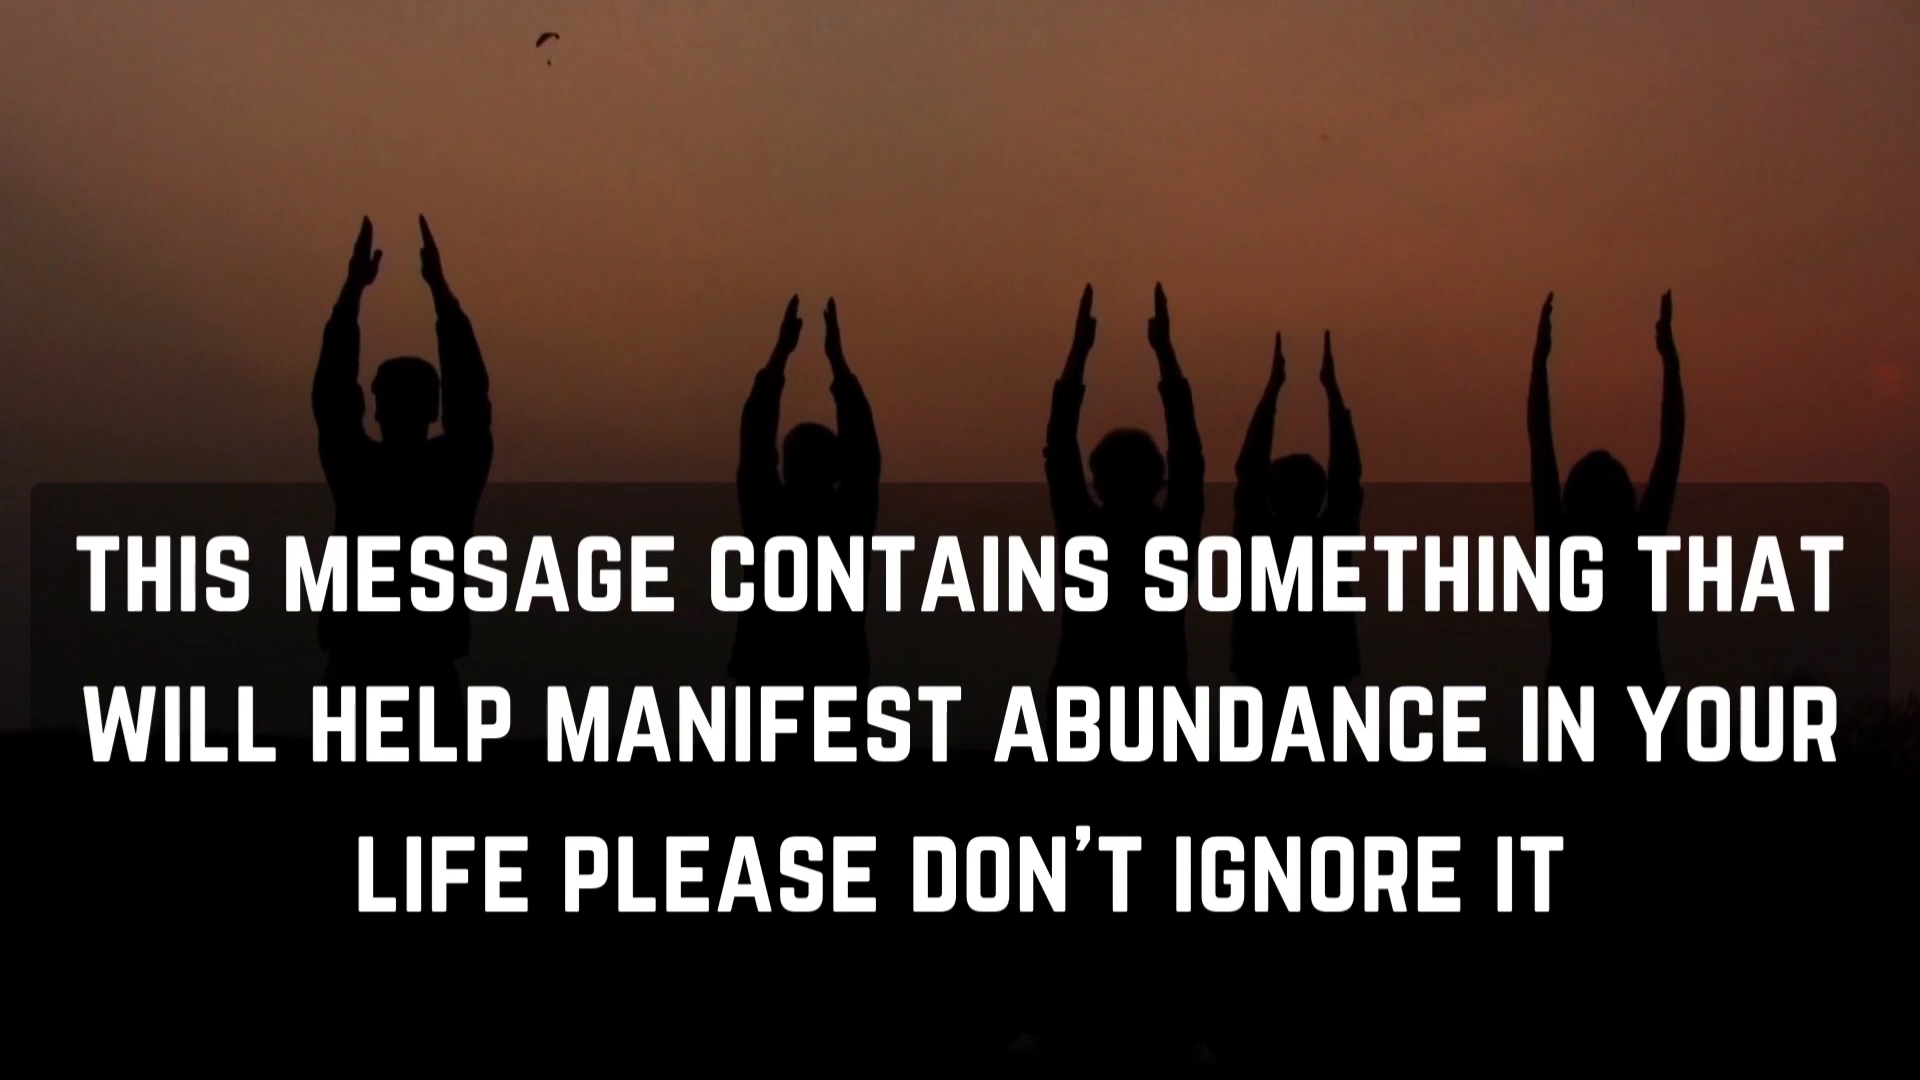 THIS MESSAGE CONTAINS SOMETHING THAT
WILL HELP MANIFEST ABUNDANCE IN YOUR
LIFE PLEASE DON'T IGNORE IT